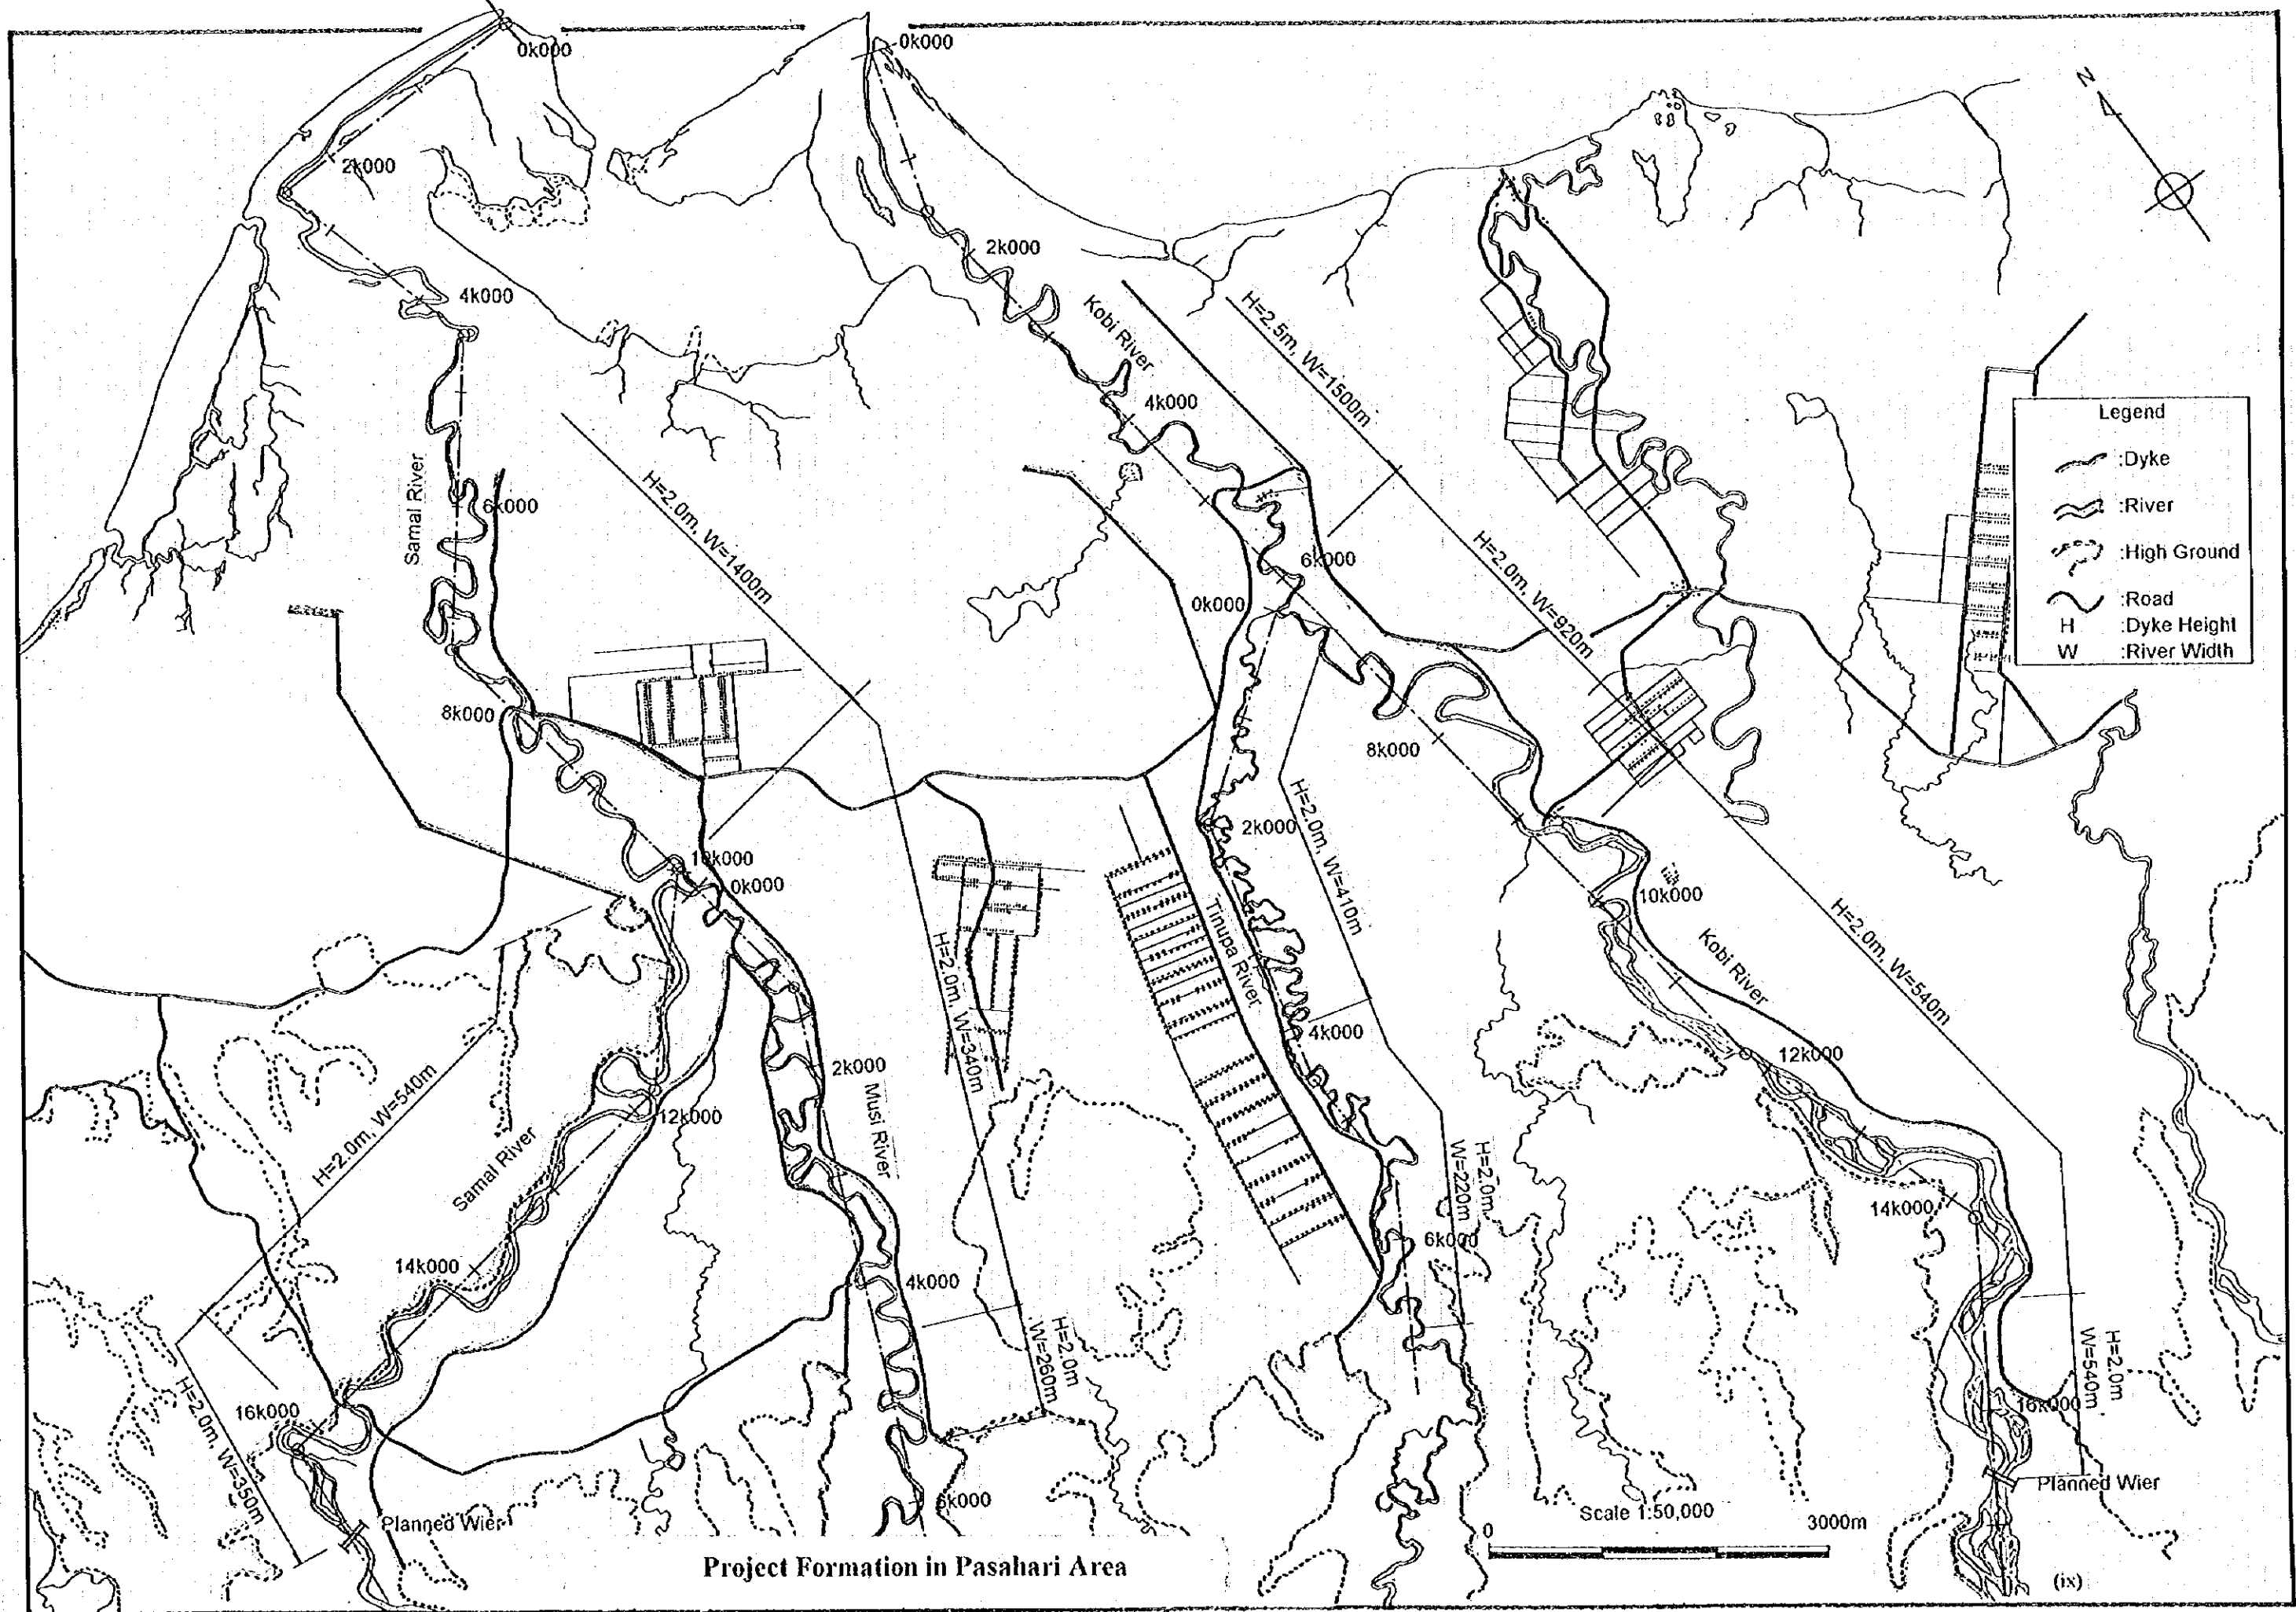 0k000
0k000
N
2k000
2k000
4k000
Kobi River
H=2.5m, W=1500m
4k000
Legend
:Dyke
:River
:High Ground
:Road
H :Dyke Height
W :River Width
Samal River
6k000
H=2.0m, W=1400m
6k000
H=2.0m, W=920m
0k000
8k000
8k000
2k000
H=2.0m, W=410m
10k000
0k000
10k000
Tinupa River
Kobi River
H=2.0m, W=540m
H=2.0m, W=340m
4k000
12k000
2k000
Musi River
12k000
H=2.0m, W=540m
Samal River
H=2.0m
W=220m
14k000
6k000
14k000
4k000
H=2.0m
W=260m
H=2.0m
W=540m
16k000
16k000
H=2.0m, W=350m
Planned Wier
6k000
Planned Wier
Scale 1:50,000
0 3000m
Project Formation in Pasahari Area
(ix)